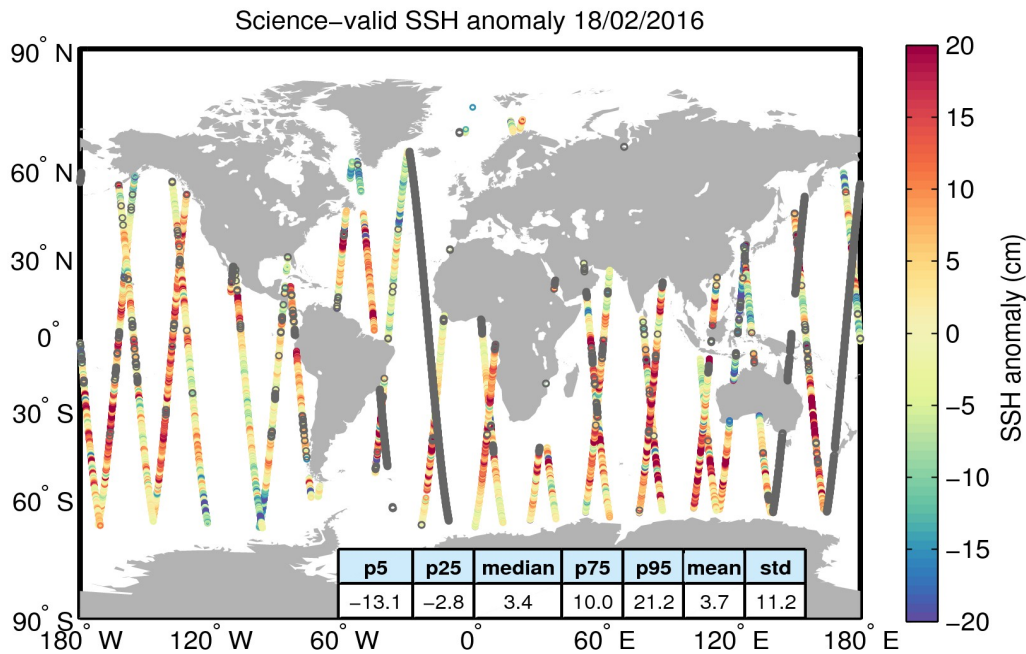 Science−valid SSH anomaly 18/02/2016
90° N
60° N
30° N
0°
30° S
60° S
90° S
180° W
120° W
60° W
0°
60° E
120° E
180° E
p5 p25 median p75 p95 mean std
−13.1 −2.8 3.4 10.0 21.2 3.7 11.2
20
15
10
5
0
−5
−10
−15
−20
SSH anomaly (cm)